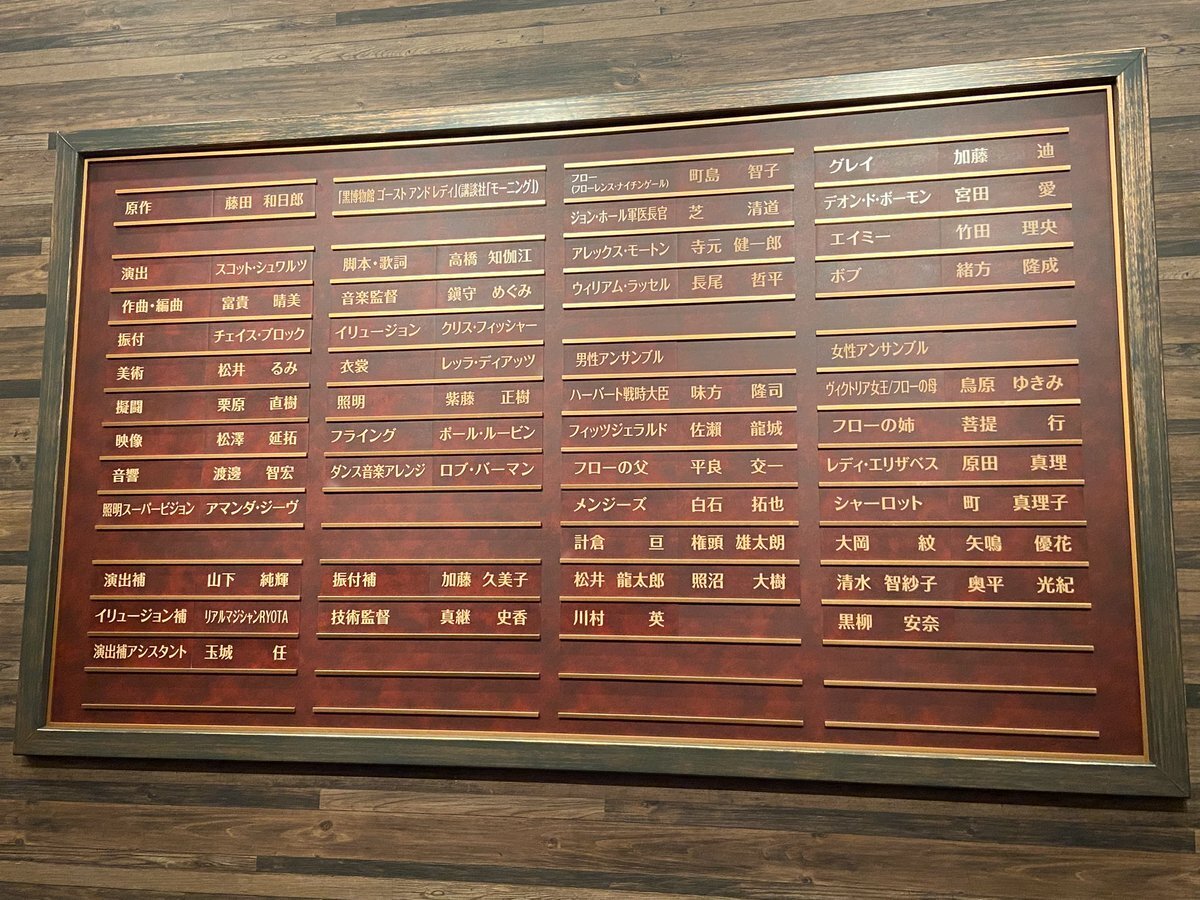 原作 藤田 和日郎
演出 スコット・シュワルツ
作曲・編曲 富貴 晴美
振付 チェイス・ブロック
美術 松井 るみ
擬闘 栗原 直樹
映像 松澤 延拓
音響 渡邊 智宏
照明スーパービジョン アマンダ・ジーヴ
演出補 山下 純輝
イリュージョン補 リアルマジシャンRYOTA
演出補アシスタント 玉城 任
「黒博物館 ゴースト アンド レディ」(講談社「モーニング」)
脚本・歌詞 高橋 知伽江
音楽監督 鎭守 めぐみ
イリュージョン クリス・フィッシャー
衣裳 レッラ・ディアッツ
照明 紫藤 正樹
フライング ポール・ルービン
ダンス音楽アレンジ ロブ・バーマン
振付補 加藤 久美子
技術監督 真継 史香
フロー
(フローレンス・ナイチンゲール) 町島 智子
ジョン・ホール軍医長官 芝 清道
アレックス・モートン 寺元 健一郎
ウィリアム・ラッセル 長尾 哲平
男性アンサンブル
ハーバート戦時大臣 味方 隆司
フィッツジェラルド 佐瀬 龍城
フローの父 平良 交一
メンジーズ 白石 拓也
計倉 亘 権頭 雄太朗
松井 龍太郎 照沼 大樹
川村 英
グレイ 加藤 迪
デオン・ド・ボーモン 宮田 愛
エイミー 竹田 理央
ボブ 緒方 隆成
女性アンサンブル
ヴィクトリア女王/フローの母 鳥原 ゆきみ
フローの姉 菩提 行
レディ・エリザベス 原田 真理
シャーロット 町 真理子
大岡 紋 矢鳴 優花
清水 智紗子 奥平 光紀
黒柳 安奈